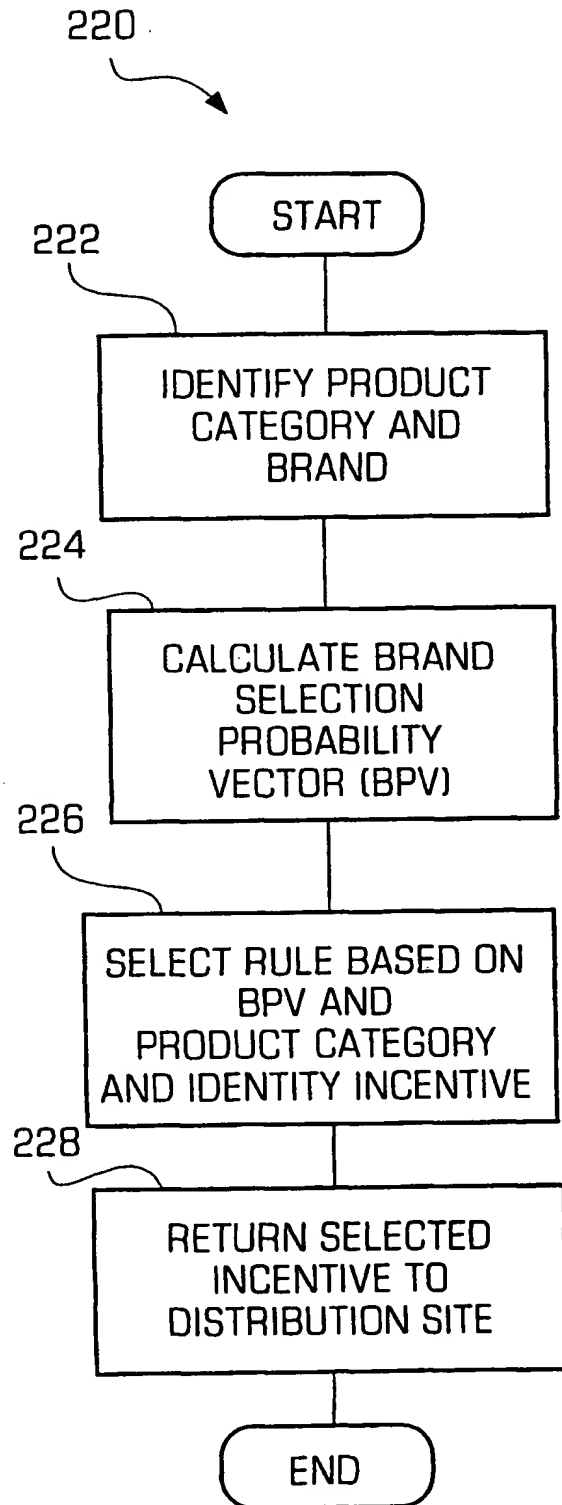 220
START
222
IDENTIFY PRODUCT
CATEGORY AND
BRAND
224
CALCULATE BRAND
SELECTION
PROBABILITY
VECTOR (BPV)
226
SELECT RULE BASED ON
BPV AND
PRODUCT CATEGORY
AND IDENTITY INCENTIVE
228
RETURN SELECTED
INCENTIVE TO
DISTRIBUTION SITE
END